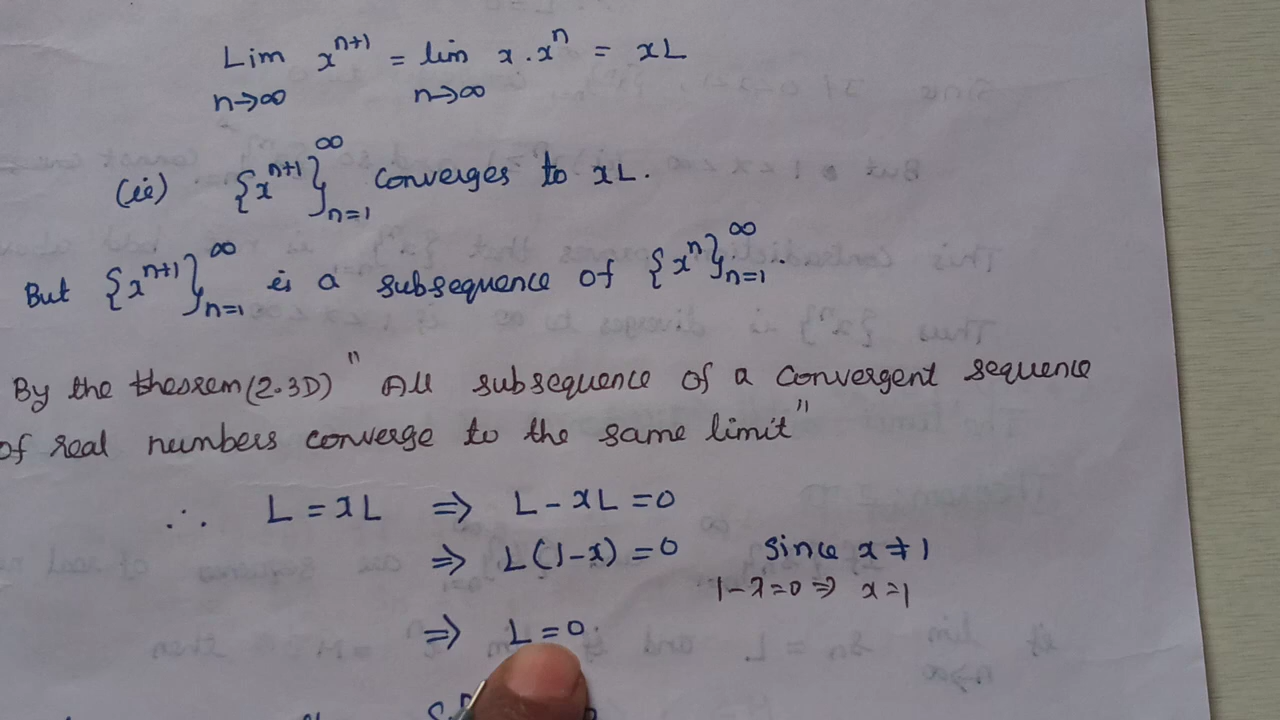 Lim x^{n+1} = lim x . x^n = xL
n→∞ n→∞
(ie) {x^{n+1}}_{n=1}^∞ Converges to xL.
But {x^{n+1}}_{n=1}^∞ is a subsequence of {x^n}_{n=1}^∞.
By the theorem (2.3D) " All subsequence of a convergent sequence
of real numbers converge to the same limit"
∴ L = xL ⇒ L - xL = 0
⇒ L(1-x) = 0 Since x ≠ 1
1-x=0 ⇒ x=1
⇒ L = 0.